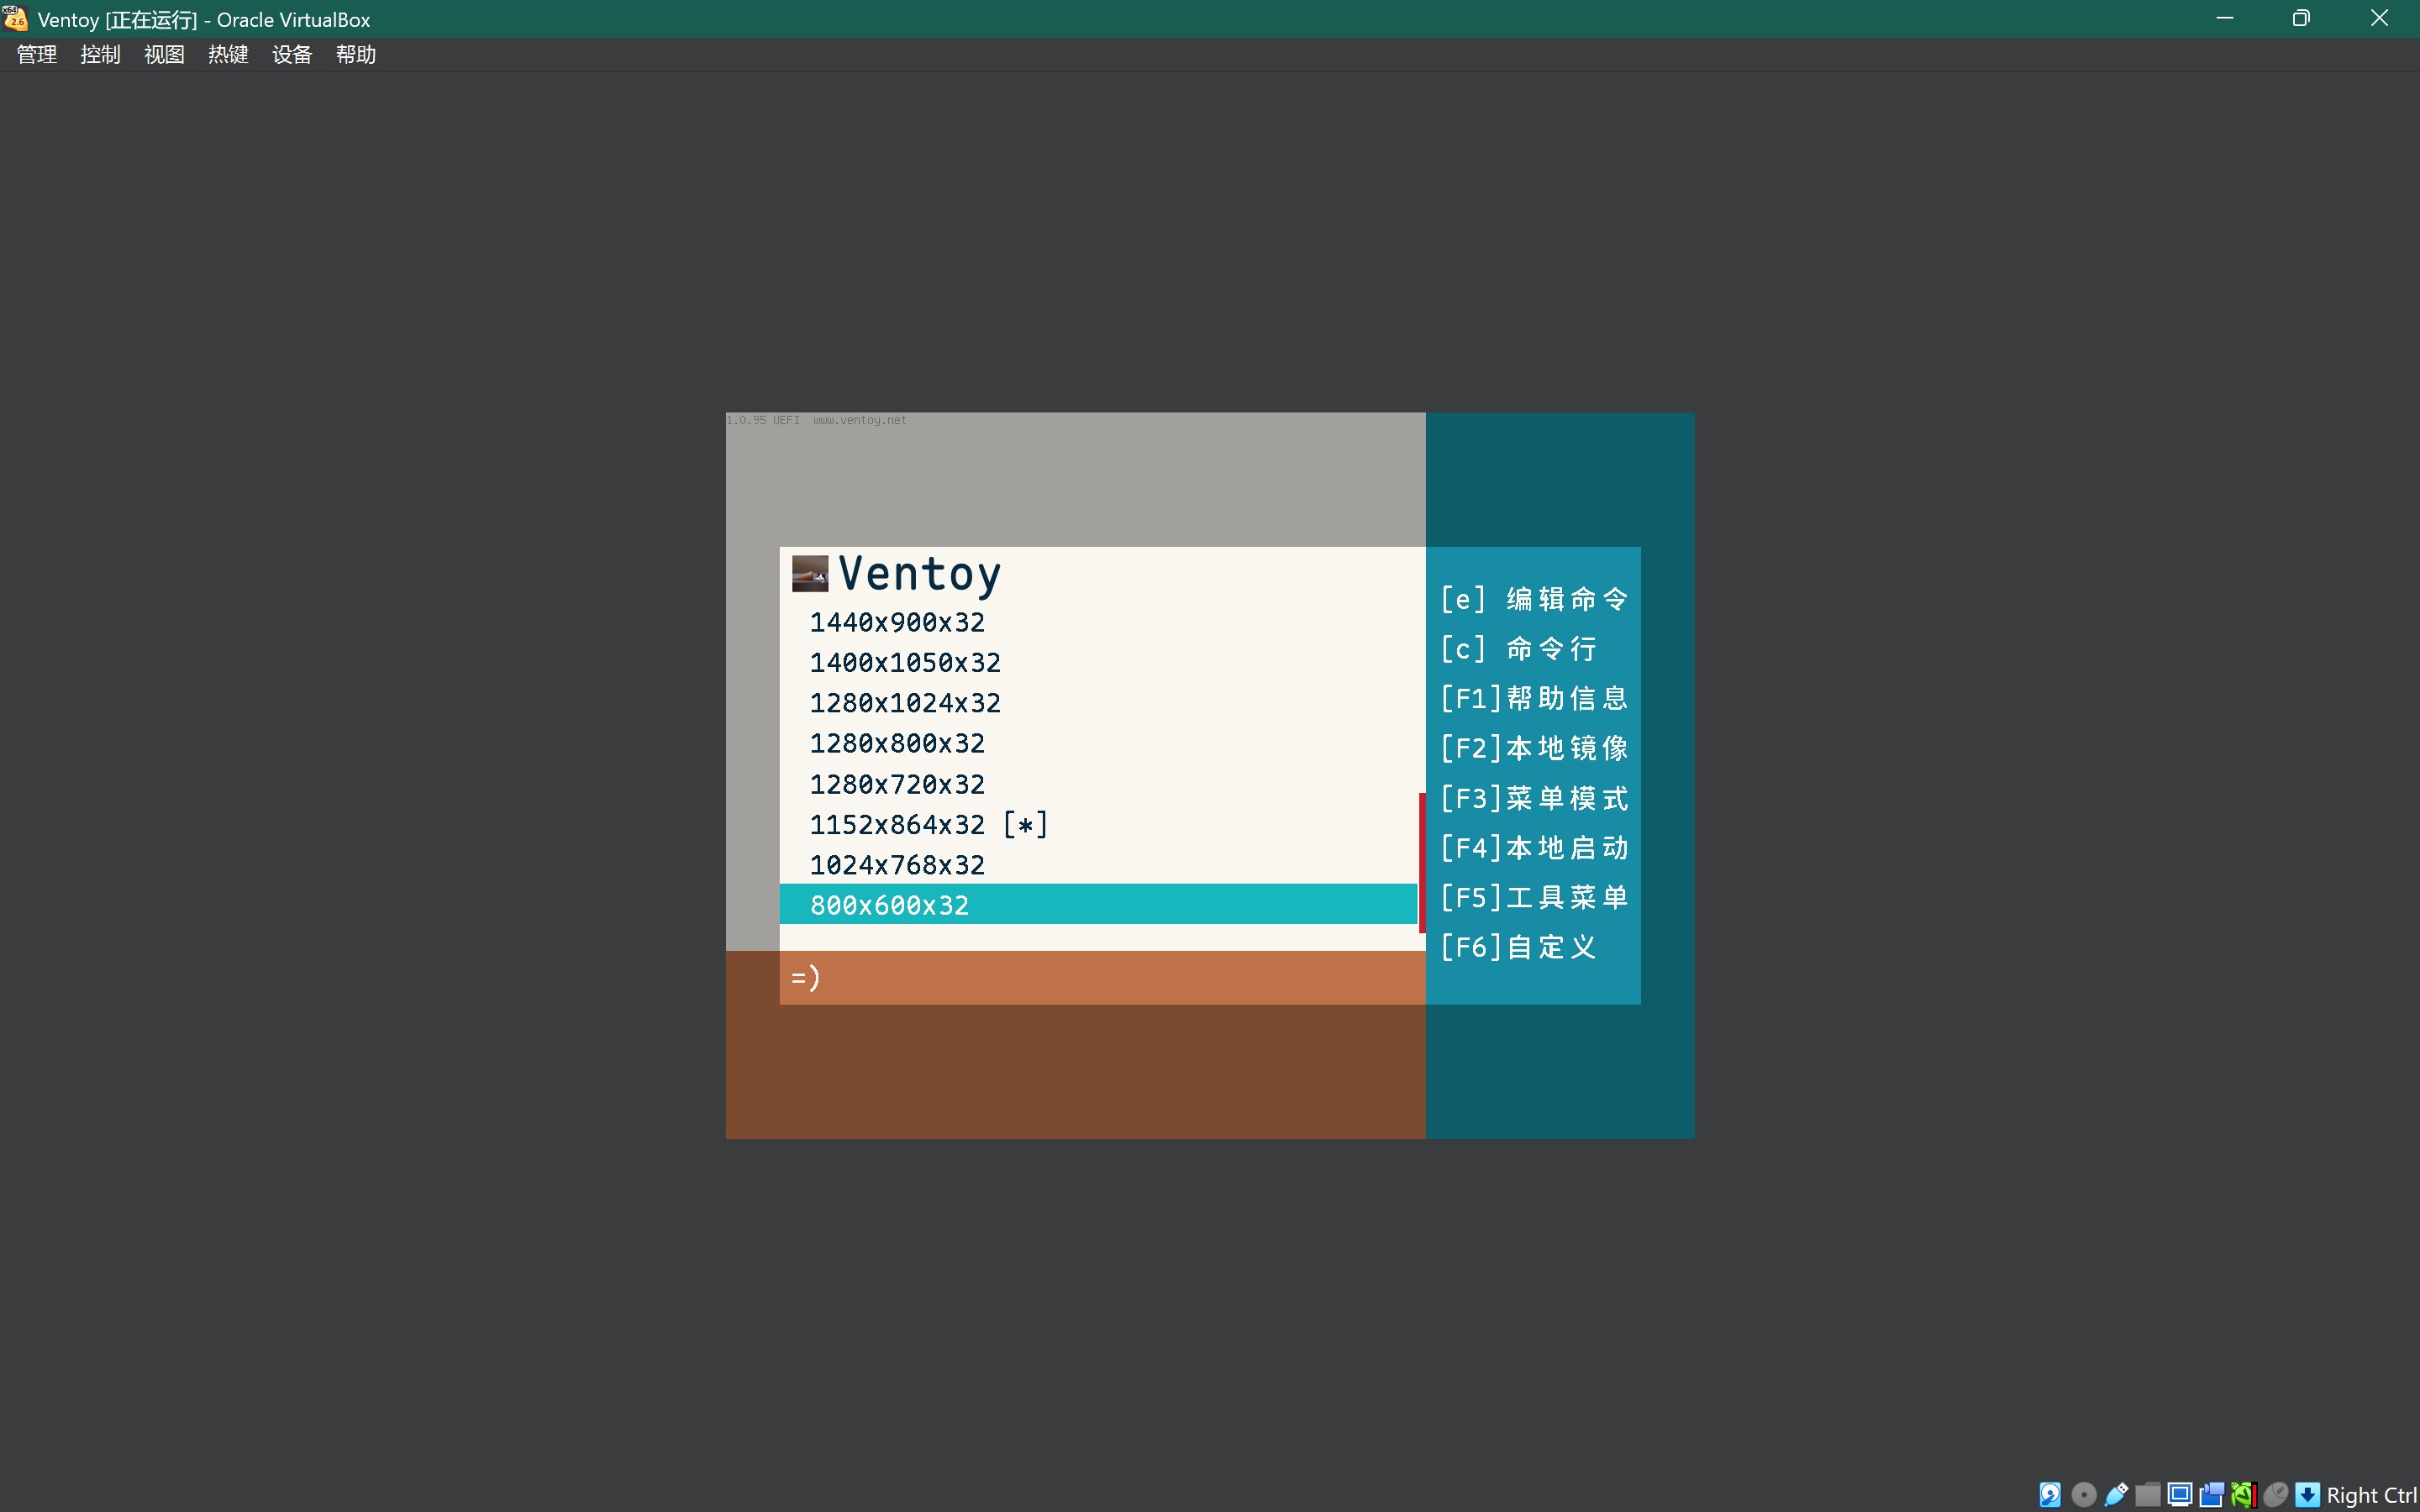 Ventoy [正在运行] - Oracle VirtualBox
管理 控制 视图 热键 设备 帮助
1.0.95 UEFI www.ventoy.net
Ventoy
1440x900x32
1400x1050x32
1280x1024x32
1280x800x32
1280x720x32
1152x864x32 [*]
1024x768x32
800x600x32
=)
[e] 编辑命令
[c] 命令行
[F1]帮助信息
[F2]本地镜像
[F3]菜单模式
[F4]本地启动
[F5]工具菜单
[F6]自定义
Right Ctrl